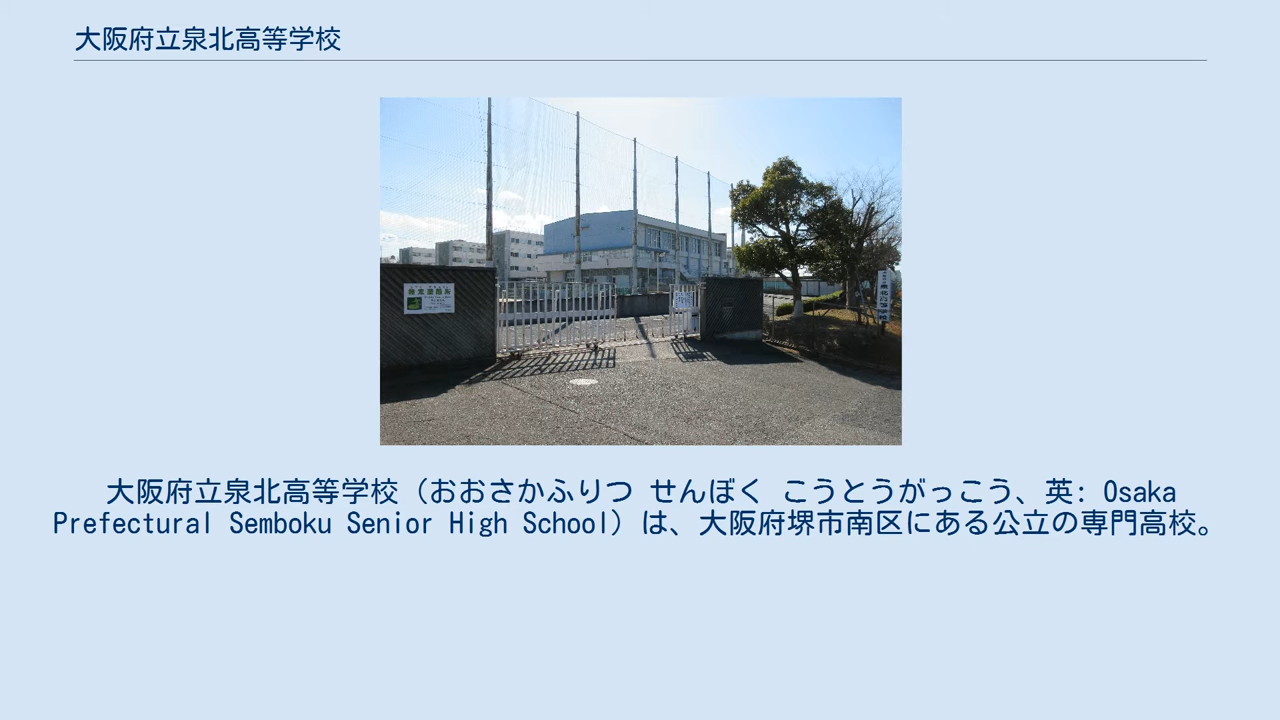 大阪府立泉北高等学校
大阪府立泉北高等学校（おおさかふりつ せんぼく こうとうがっこう、英: Osaka
Prefectural Semboku Senior High School）は、大阪府堺市南区にある公立の専門高校。